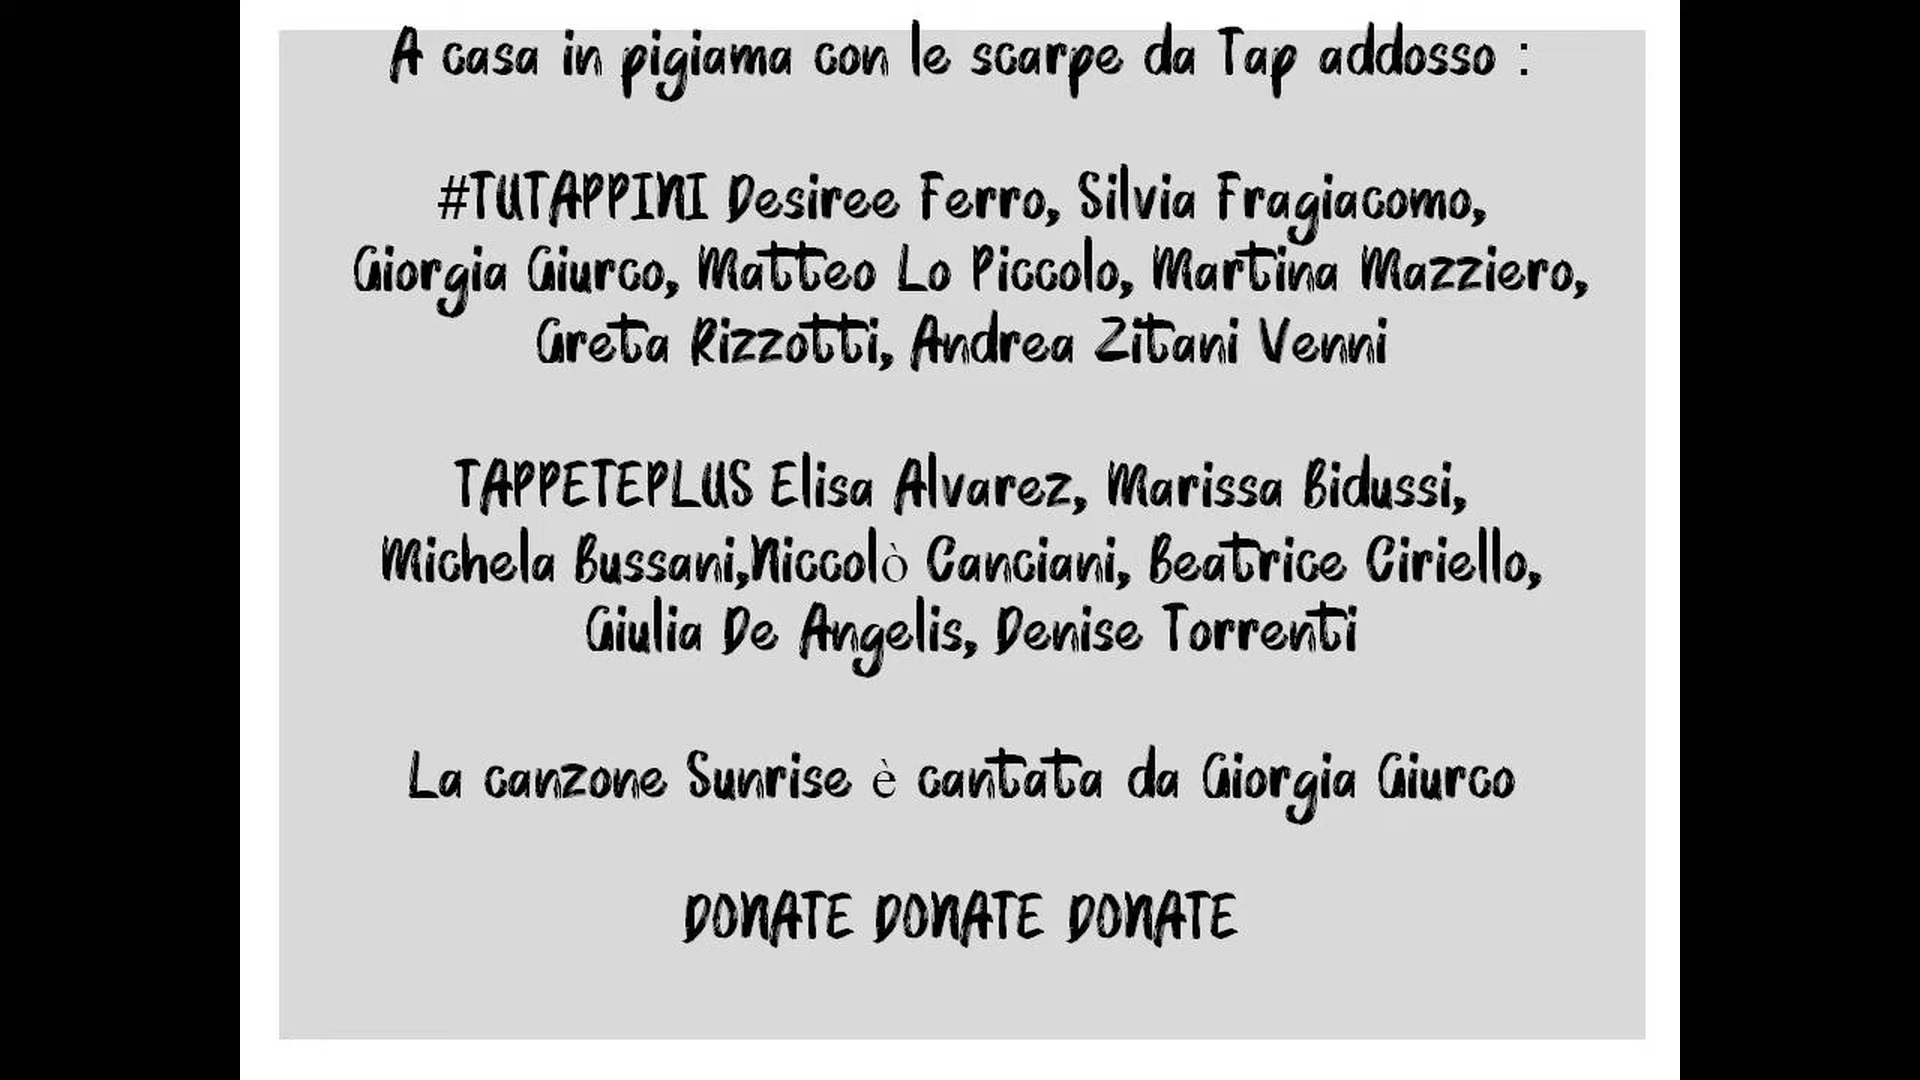 A casa in pigiama con le scarpe da Tap addosso :
#TUTAPPINI Desiree Ferro, Silvia Fragiacomo,
Giorgia Giurco, Matteo Lo Piccolo, Martina Mazziero,
Greta Rizzotti, Andrea Zitani Venni
TAPPETEPLUS Elisa Alvarez, Marissa Bidussi,
Michela Bussani,Niccolò Canciani, Beatrice Ciriello,
Giulia De Angelis, Denise Torrenti
La canzone Sunrise è cantata da Giorgia Giurco
DONATE DONATE DONATE